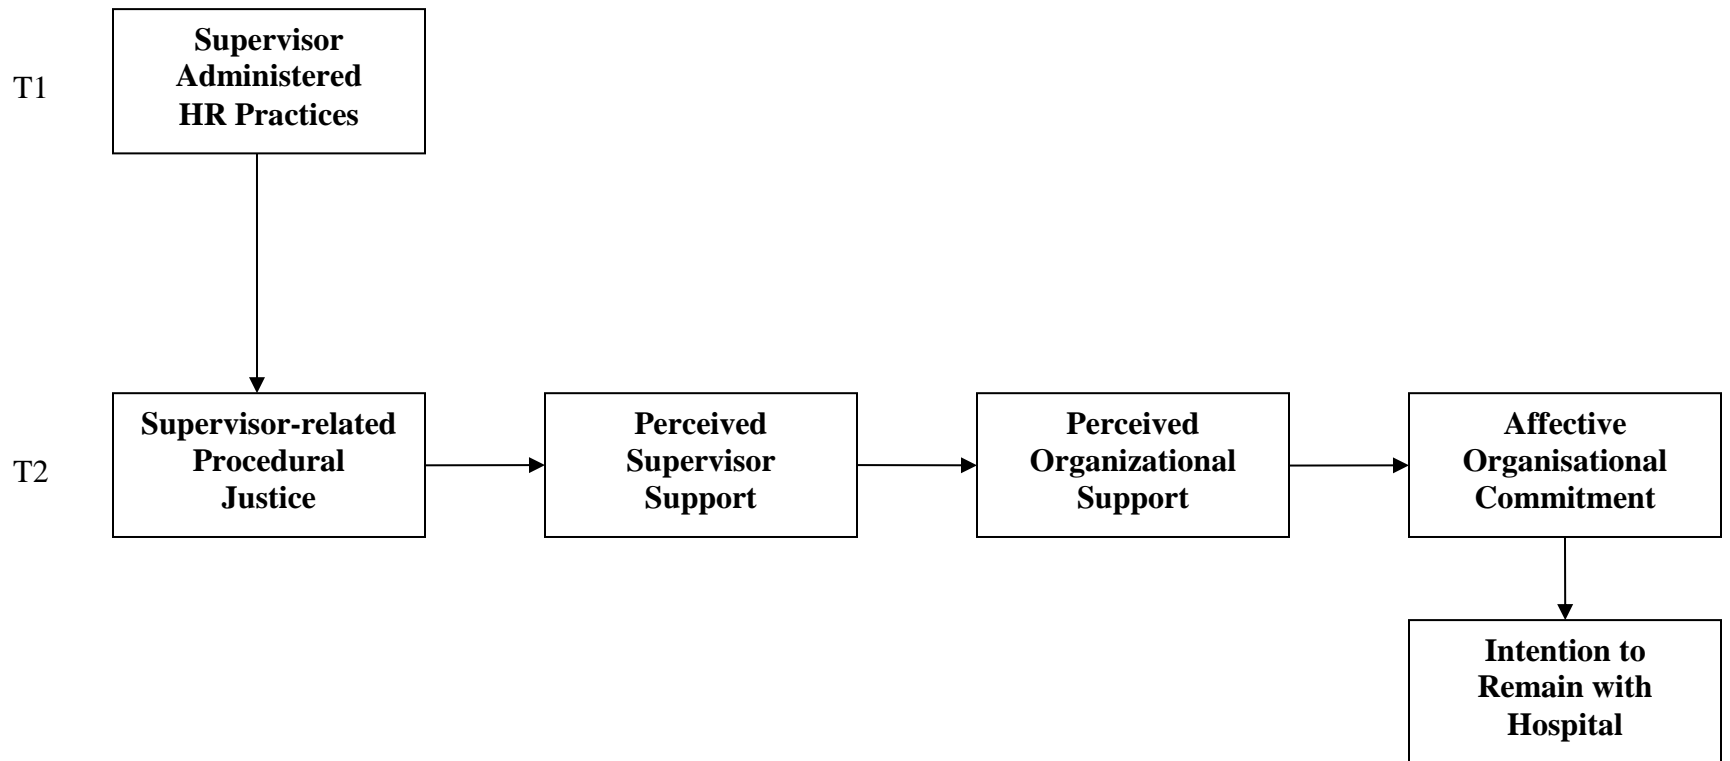 T1
Supervisor
Administered
HR Practices
T2
Supervisor-related
Procedural
Justice
Perceived
Supervisor
Support
Perceived
Organizational
Support
Affective
Organisational
Commitment
Intention to
Remain with
Hospital